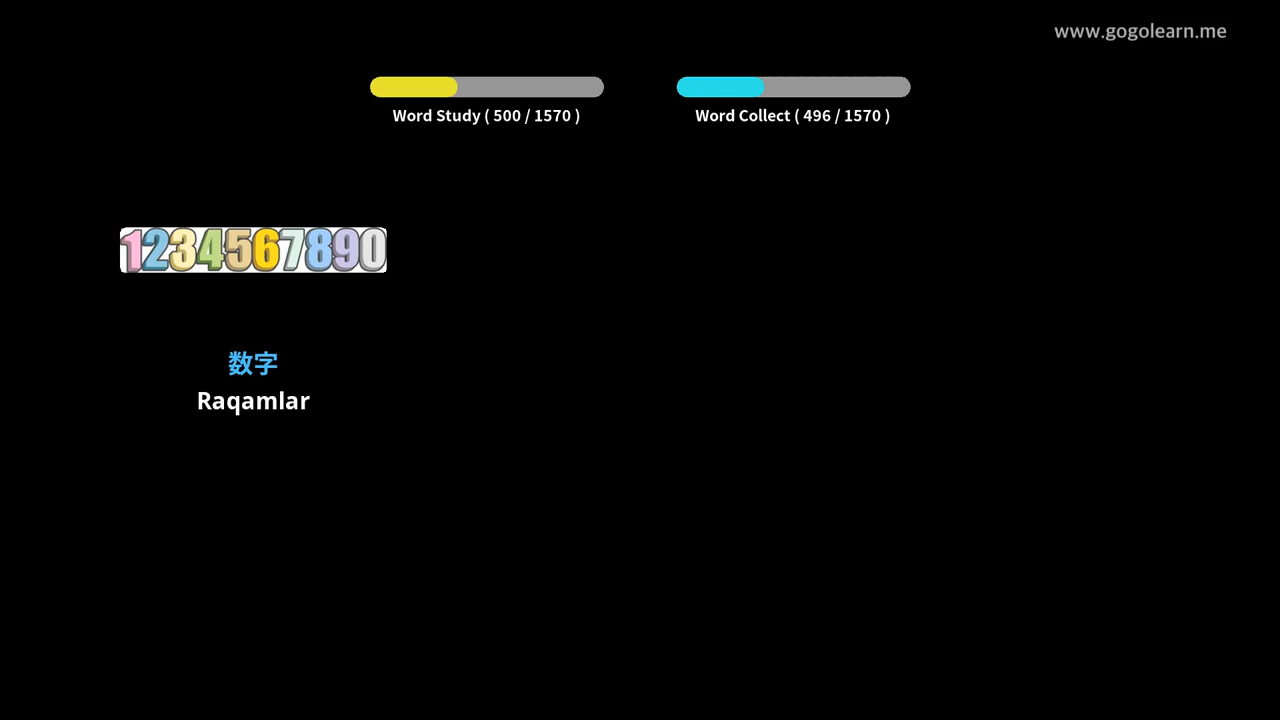 www.gogolearn.me
Word Study ( 500 / 1570 )
Word Collect ( 496 / 1570 )
1234567890
数字
Raqamlar